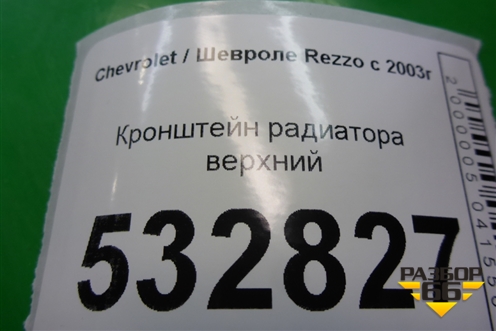 Chevrolet / Шевроле Rezzo с 2003г
Кронштейн радиатора
верхний
532827
РАЗБОР
66